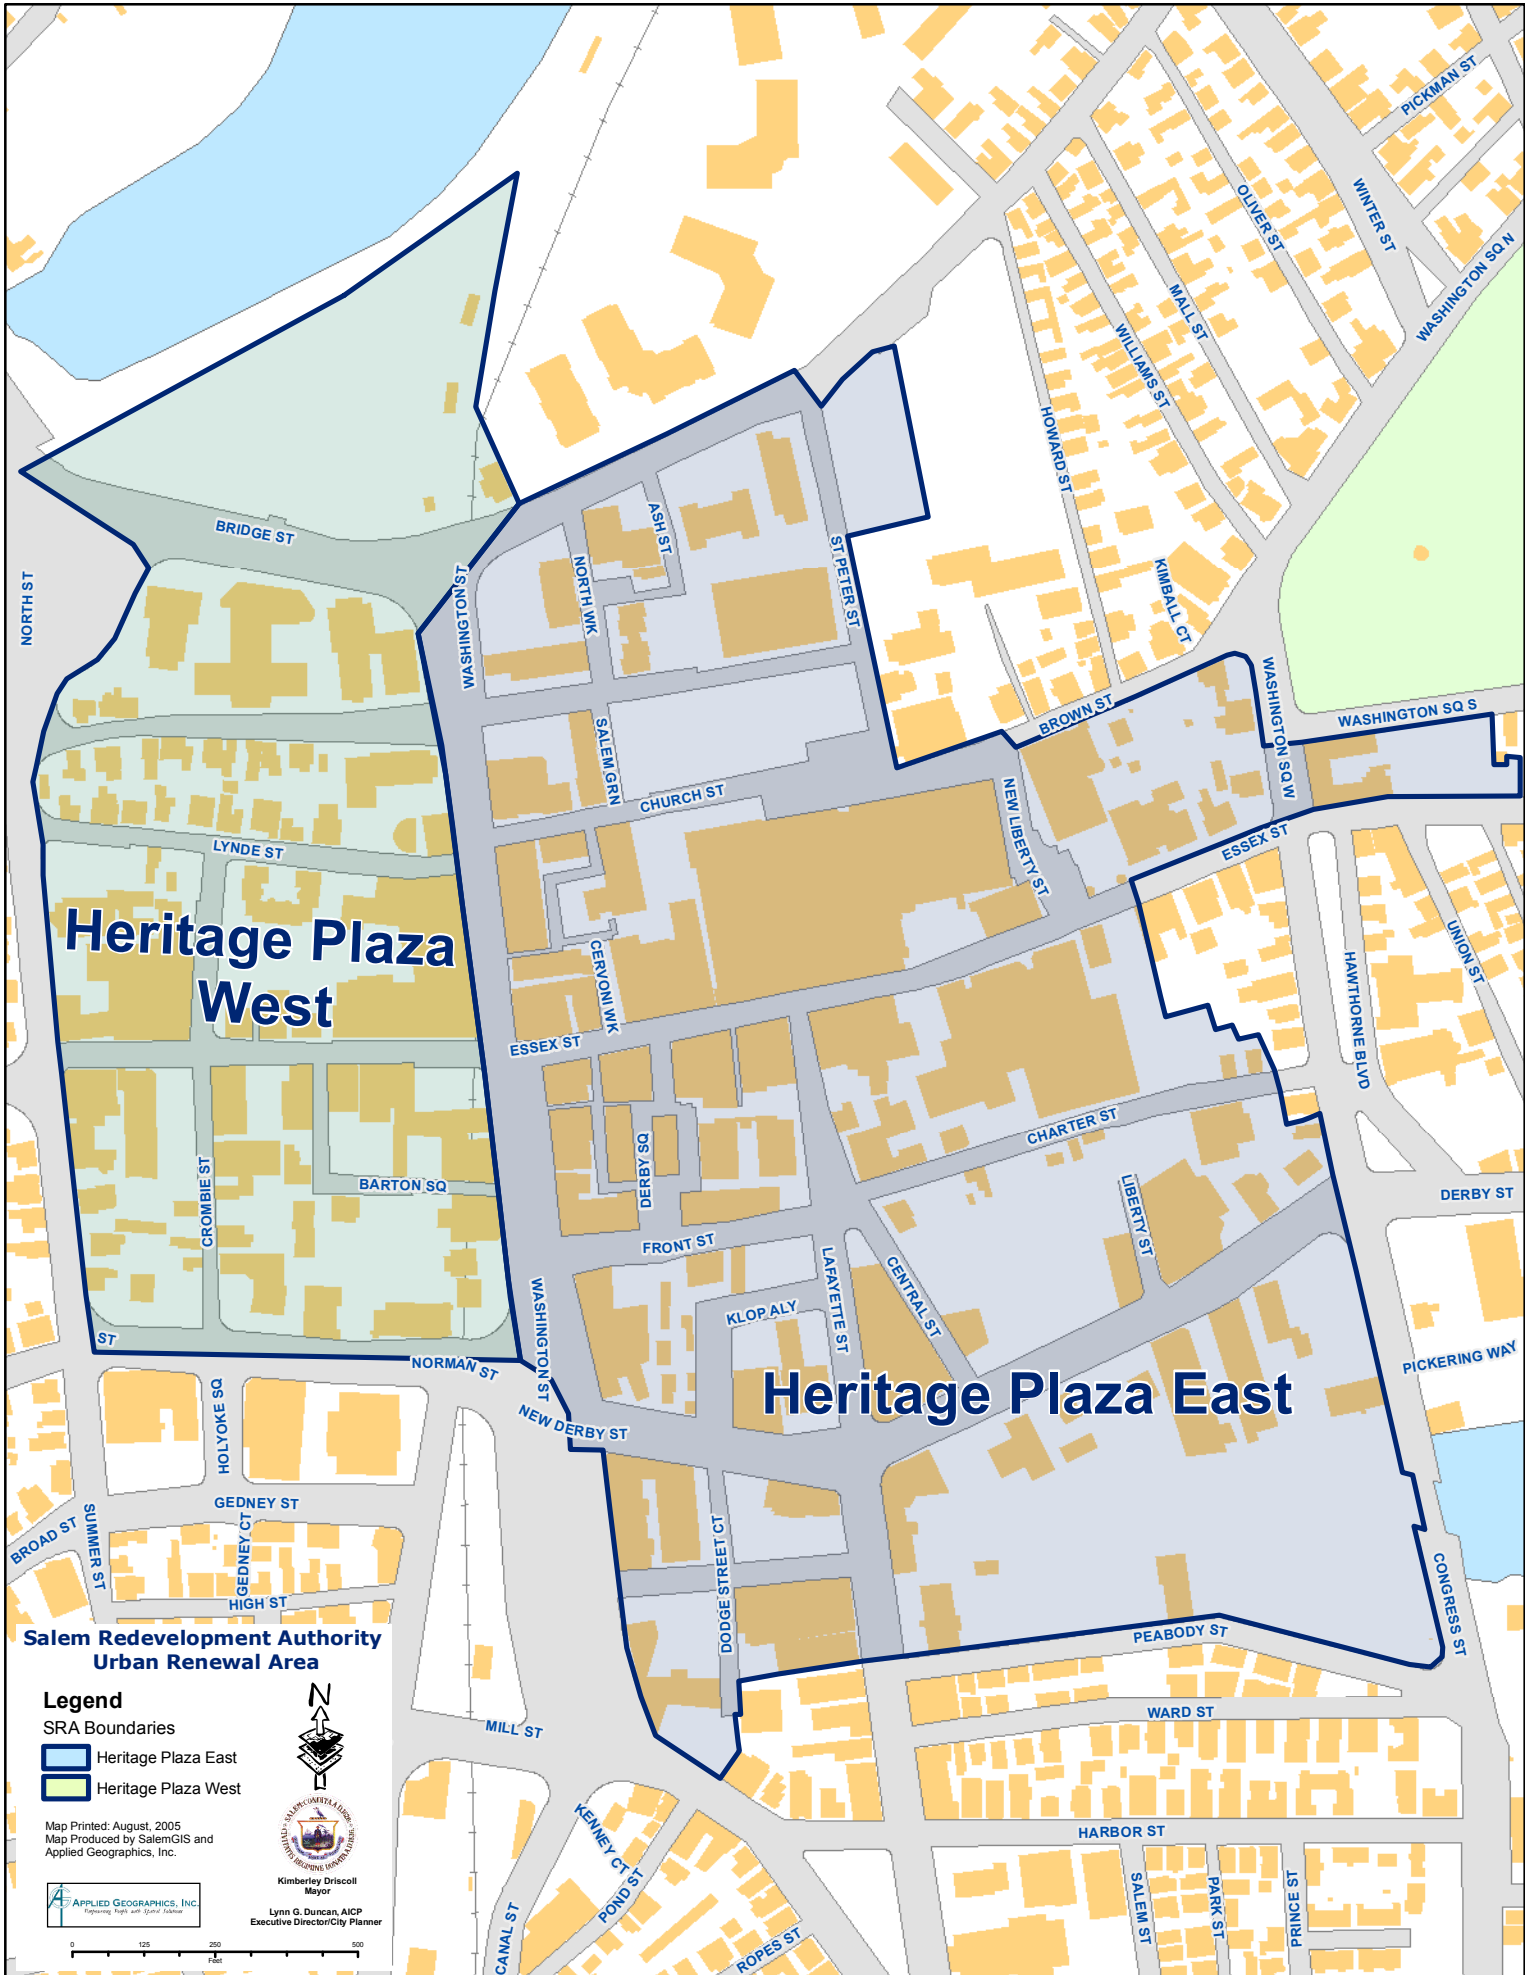 PICKMAN ST
OLIVER ST
WINTER ST
WASHINGTON SQ N
MALL ST
WILLIAMS ST
HOWARD ST
BRIDGE ST
ASH ST
NORTH WK
ST PETER ST
KIMBALL CT
NORTH ST
WASHINGTON ST
WASHINGTON SQ W
WASHINGTON SQ S
BROWN ST
SALEM GRN
CHURCH ST
NEW LIBERTY ST
LYNDE ST
ESSEX ST
Heritage Plaza
West
CERVONI WK
UNION ST
HAWTHORNE BLVD
ESSEX ST
CHARTER ST
DERBY SQ
CROMBIE ST
BARTON SQ
LIBERTY ST
DERBY ST
FRONT ST
LAFAYETTE ST
CENTRAL ST
KLOP ALY
WASHINGTON ST
ST
NORMAN ST
PICKERING WAY
Heritage Plaza East
HOLYOKE SQ
NEW DERBY ST
GEDNEY ST
BROAD ST
SUMMER ST
GEDNEY CT
HIGH ST
DODGE STREET CT
CONGRESS ST
PEABODY ST
WARD ST
MILL ST
HARBOR ST
KENNEY CT
POND ST
CANAL ST
ROPES ST
SALEM ST
PARK ST
PRINCE ST
Salem Redevelopment Authority
Urban Renewal Area
Legend
SRA Boundaries
Heritage Plaza East
Heritage Plaza West
N
Map Printed: August, 2005
Map Produced by SalemGIS and
Applied Geographics, Inc.
Kimberley Driscoll
Mayor
Lynn G. Duncan, AICP
Executive Director/City Planner
APPLIED GEOGRAPHICS, INC.
0 125 250 500
Feet